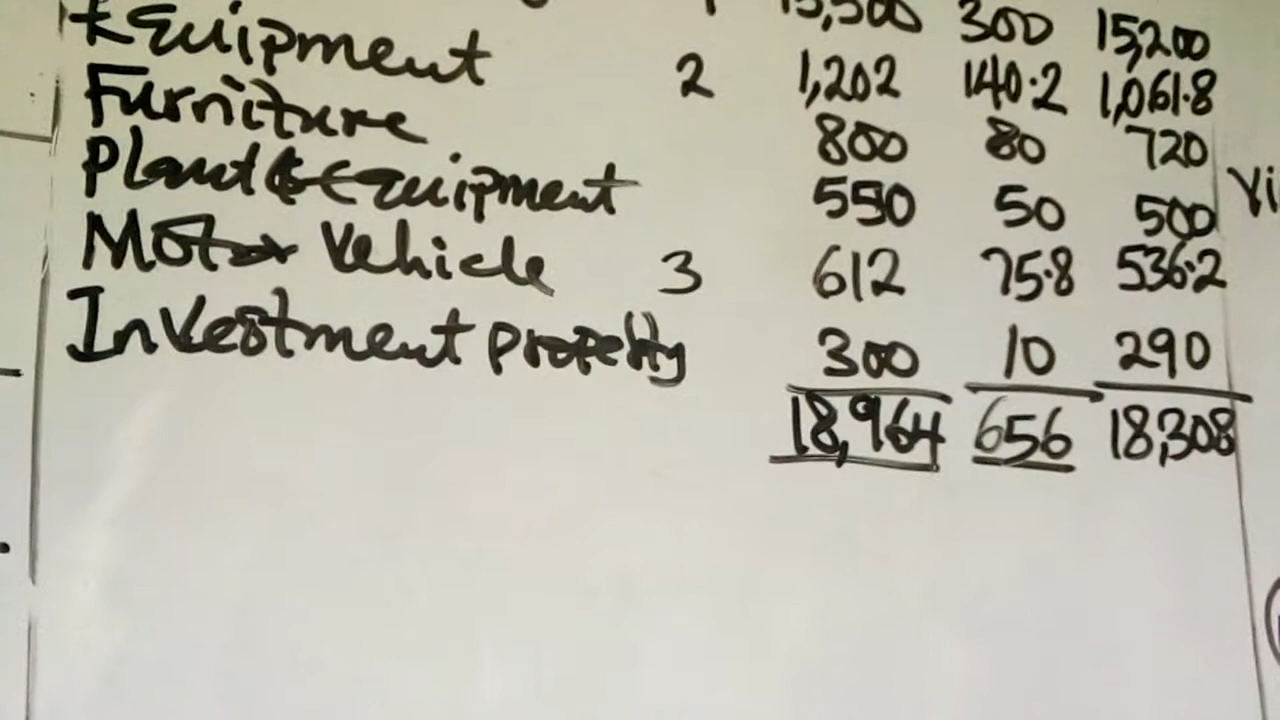 1 15,500 300 15,200
Equipment 2 1,202 140.2 1,061.8
Furniture 800 80 720
Plant & Equipment 550 50 500
Motor Vehicle 3 612 75.8 536.2
Investment property 300 10 290
18,964 656 18,308